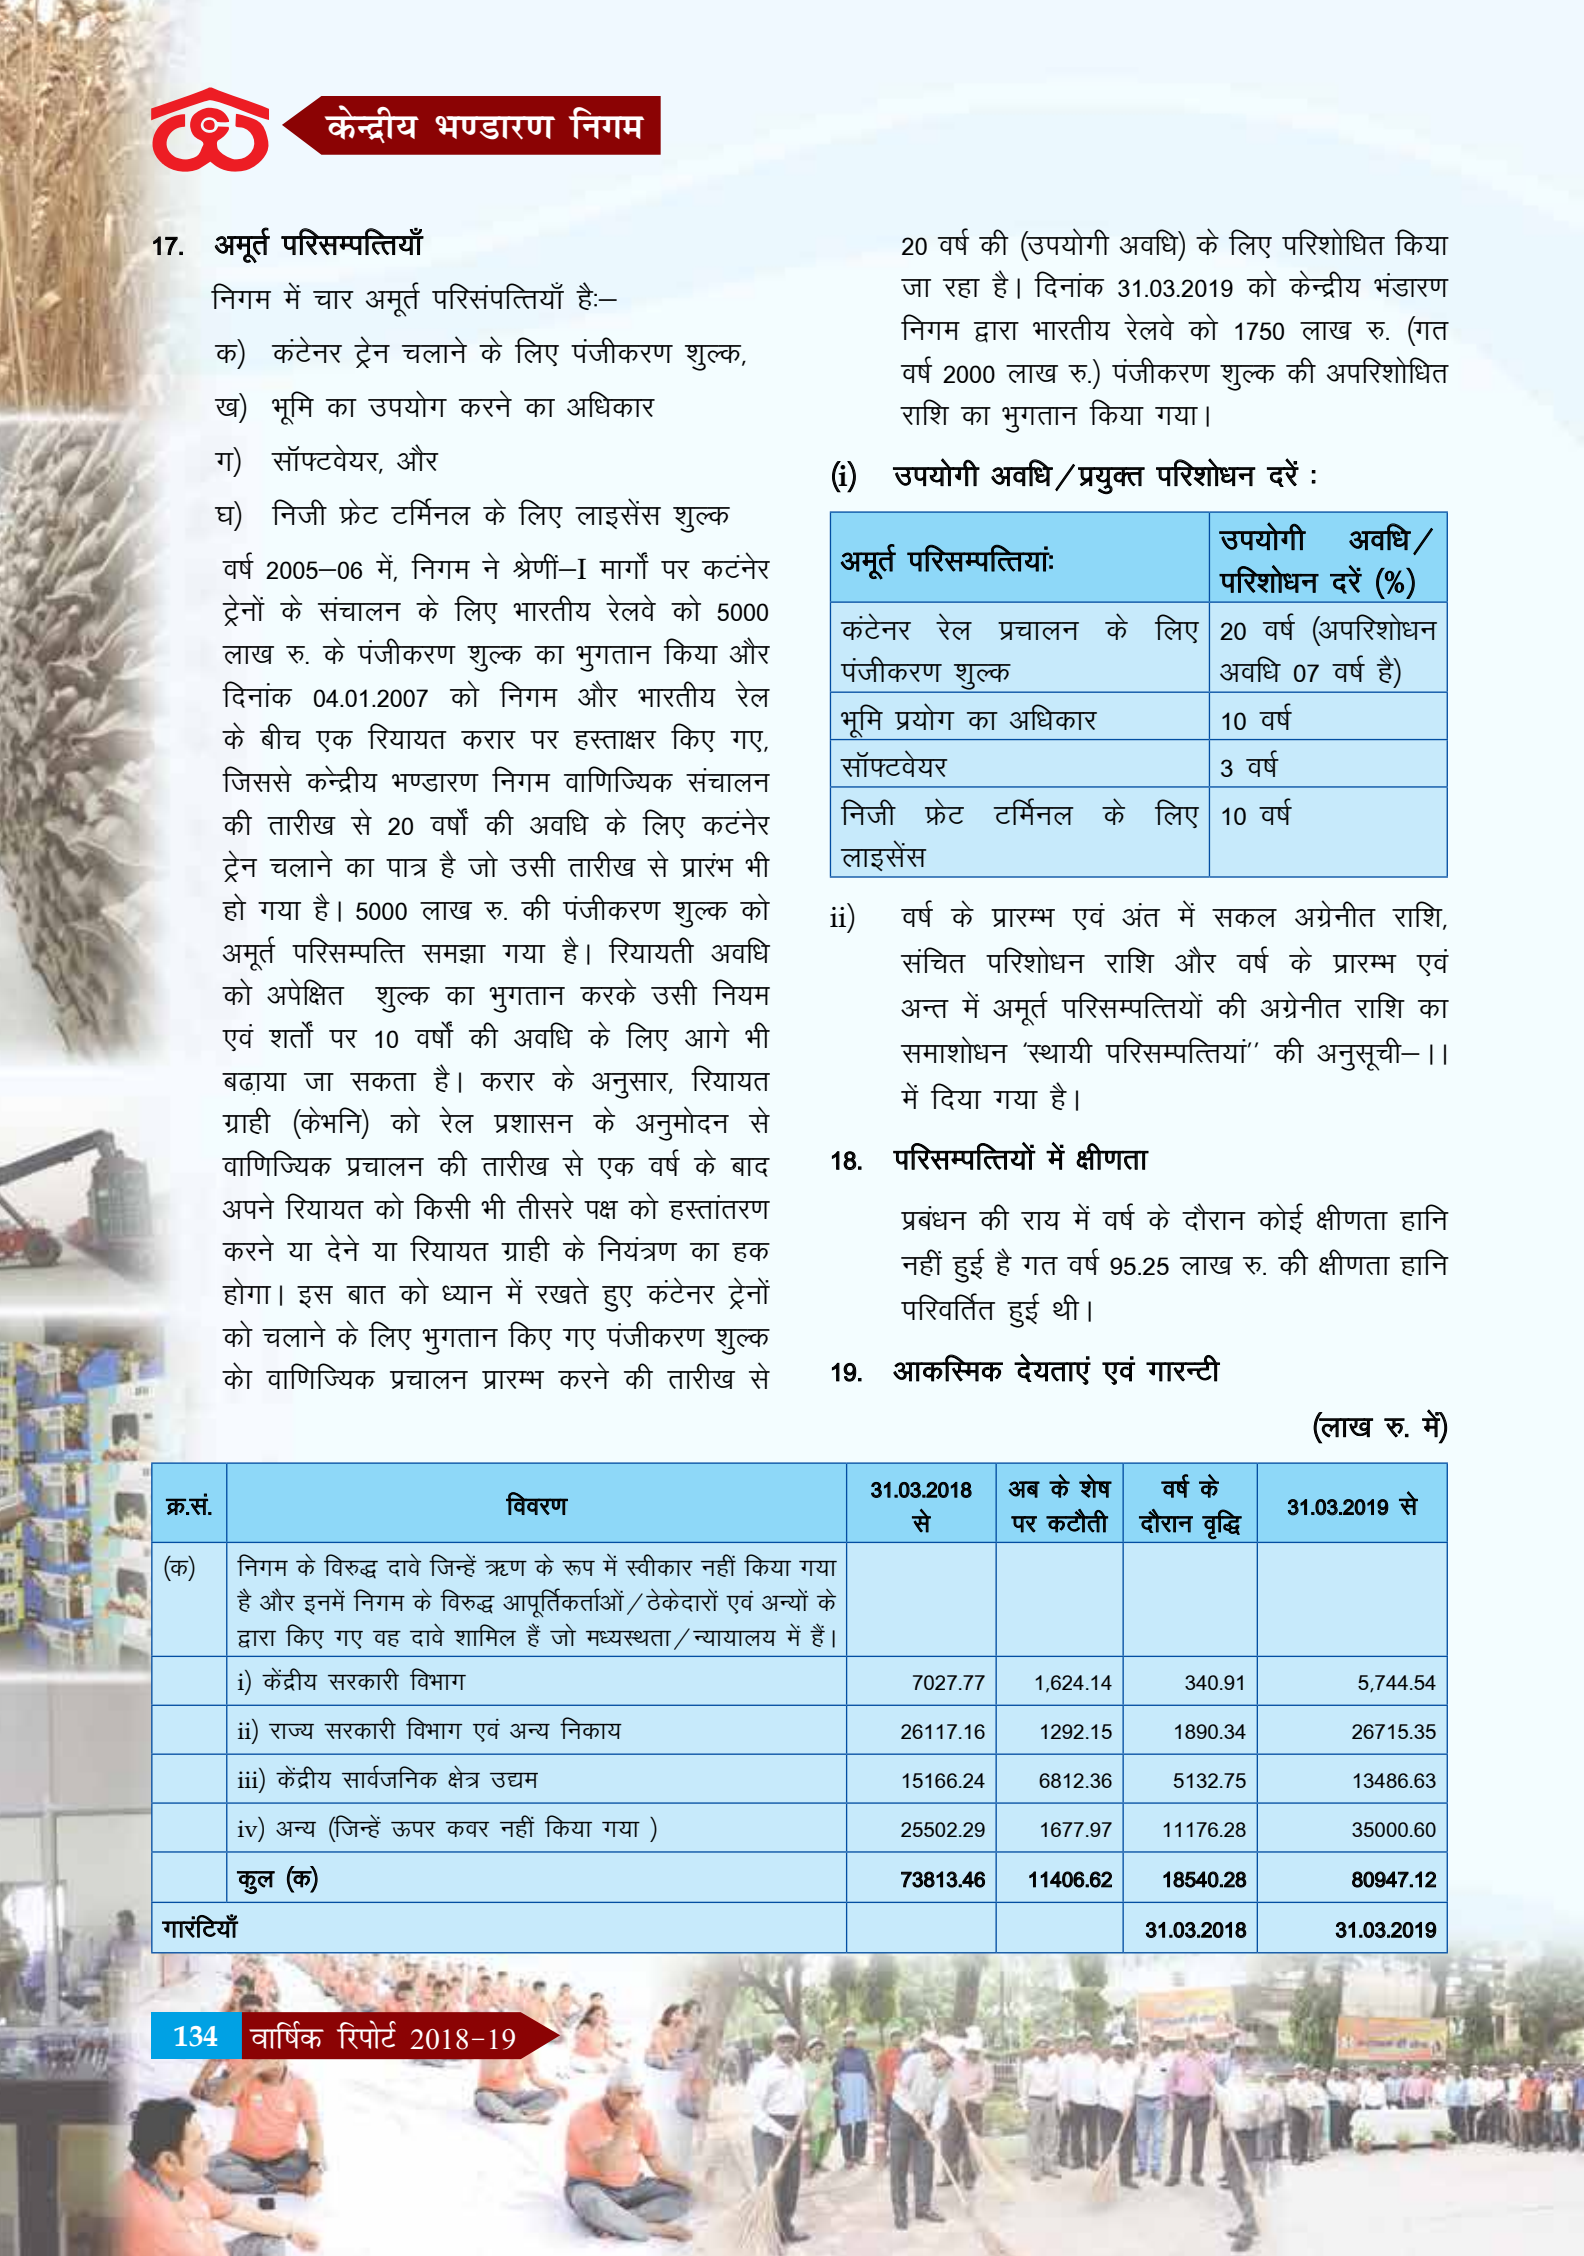 केन्द्रीय भण्डारण निगम
17. अमूर्त परिसम्पत्तियाँ
निगम में चार अमूर्त परिसंपत्तियाँ है:–
क) कंटेनर ट्रेन चलाने के लिए पंजीकरण शुल्क,
ख) भूमि का उपयोग करने का अधिकार
ग) सॉफ्टवेयर, और
घ) निजी फ्रेट टर्मिनल के लिए लाइसेंस शुल्क
वर्ष 2005–06 में, निगम ने श्रेणीं–I मार्गों पर कटंनेर
ट्रेनों के संचालन के लिए भारतीय रेलवे को 5000
लाख रु. के पंजीकरण शुल्क का भुगतान किया और
दिनांक 04.01.2007 को निगम और भारतीय रेल
के बीच एक रियायत करार पर हस्ताक्षर किए गए,
जिससे कन्द्रीय भण्डारण निगम वाणिज्यिक संचालन
की तारीख से 20 वर्षों की अवधि के लिए कटंनेर
ट्रेन चलाने का पात्र है जो उसी तारीख से प्रारंभ भी
हो गया है। 5000 लाख रु. की पंजीकरण शुल्क को
अमूर्त परिसम्पत्ति समझा गया है। रियायती अवधि
को अपेक्षित शुल्क का भुगतान करके उसी नियम
एवं शर्तों पर 10 वर्षों की अवधि के लिए आगे भी
बढ़ाया जा सकता है। करार के अनुसार, रियायत
ग्राही (केभनि) को रेल प्रशासन के अनुमोदन से
वाणिज्यिक प्रचालन की तारीख से एक वर्ष के बाद
अपने रियायत को किसी भी तीसरे पक्ष को हस्तांतरण
करने या देने या रियायत ग्राही के नियंत्रण का हक
होगा। इस बात को ध्यान में रखते हुए कंटेनर ट्रेनों
को चलाने के लिए भुगतान किए गए पंजीकरण शुल्क
को वाणिज्यिक प्रचालन प्रारम्भ करने की तारीख से
20 वर्ष की (उपयोगी अवधि) के लिए परिशोधित किया
जा रहा है। दिनांक 31.03.2019 को केन्द्रीय भंडारण
निगम द्वारा भारतीय रेलवे को 1750 लाख रु. (गत
वर्ष 2000 लाख रु.) पंजीकरण शुल्क की अपरिशोधित
राशि का भुगतान किया गया।
(i) उपयोगी अवधि/प्रयुक्त परिशोधन दरें :
अमूर्त परिसम्पत्तियां: उपयोगी अवधि/
परिशोधन दरें (%)
कंटेनर रेल प्रचालन के लिए 20 वर्ष (अपरिशोधन
पंजीकरण शुल्क अवधि 07 वर्ष है)
भूमि प्रयोग का अधिकार 10 वर्ष
सॉफ्टवेयर 3 वर्ष
निजी फ्रेट टर्मिनल के लिए 10 वर्ष
लाइसेंस
ii) वर्ष के प्रारम्भ एवं अंत में सकल अग्रेनीत राशि,
संचित परिशोधन राशि और वर्ष के प्रारम्भ एवं
अन्त में अमूर्त परिसम्पत्तियों की अग्रेनीत राशि का
समाशोधन ‘स्थायी परिसम्पत्तियां’’ की अनुसूची–।।
में दिया गया है।
18. परिसम्पत्तियों में क्षीणता
प्रबंधन की राय में वर्ष के दौरान कोई क्षीणता हानि
नहीं हुई है गत वर्ष 95.25 लाख रु. की क्षीणता हानि
परिवर्तित हुई थी।
19. आकस्मिक देयताएं एवं गारन्टी
(लाख रु. में)
क्र.सं. विवरण 31.03.2018 से अब के शेष पर कटौती वर्ष के दौरान वृद्धि 31.03.2019 से
(क) निगम के विरुद्ध दावे जिन्हें ऋण के रूप में स्वीकार नहीं किया गया
है और इनमें निगम के विरुद्ध आपूर्तिकर्ताओं/ठेकेदारों एवं अन्यों के
द्वारा किए गए वह दावे शामिल हैं जो मध्यस्थता/न्यायालय में हैं।
i) केंद्रीय सरकारी विभाग 7027.77 1,624.14 340.91 5,744.54
ii) राज्य सरकारी विभाग एवं अन्य निकाय 26117.16 1292.15 1890.34 26715.35
iii) केंद्रीय सार्वजनिक क्षेत्र उद्यम 15166.24 6812.36 5132.75 13486.63
iv) अन्य (जिन्हें ऊपर कवर नहीं किया गया ) 25502.29 1677.97 11176.28 35000.60
कुल (क) 73813.46 11406.62 18540.28 80947.12
गारंटियाँ 31.03.2018 31.03.2019
134 वार्षिक रिपोर्ट 2018-19